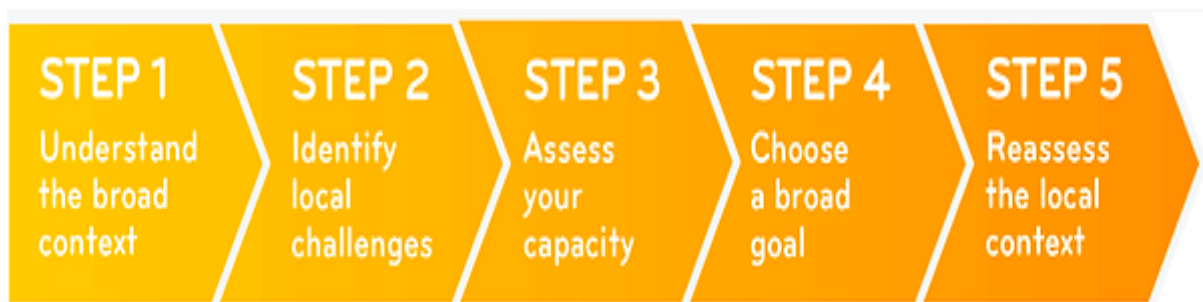 STEP 1
Understand
the broad
context
STEP 2
Identify
local
challenges
STEP 3
Assess
your
capacity
STEP 4
Choose
a broad
goal
STEP 5
Reassess
the local
context